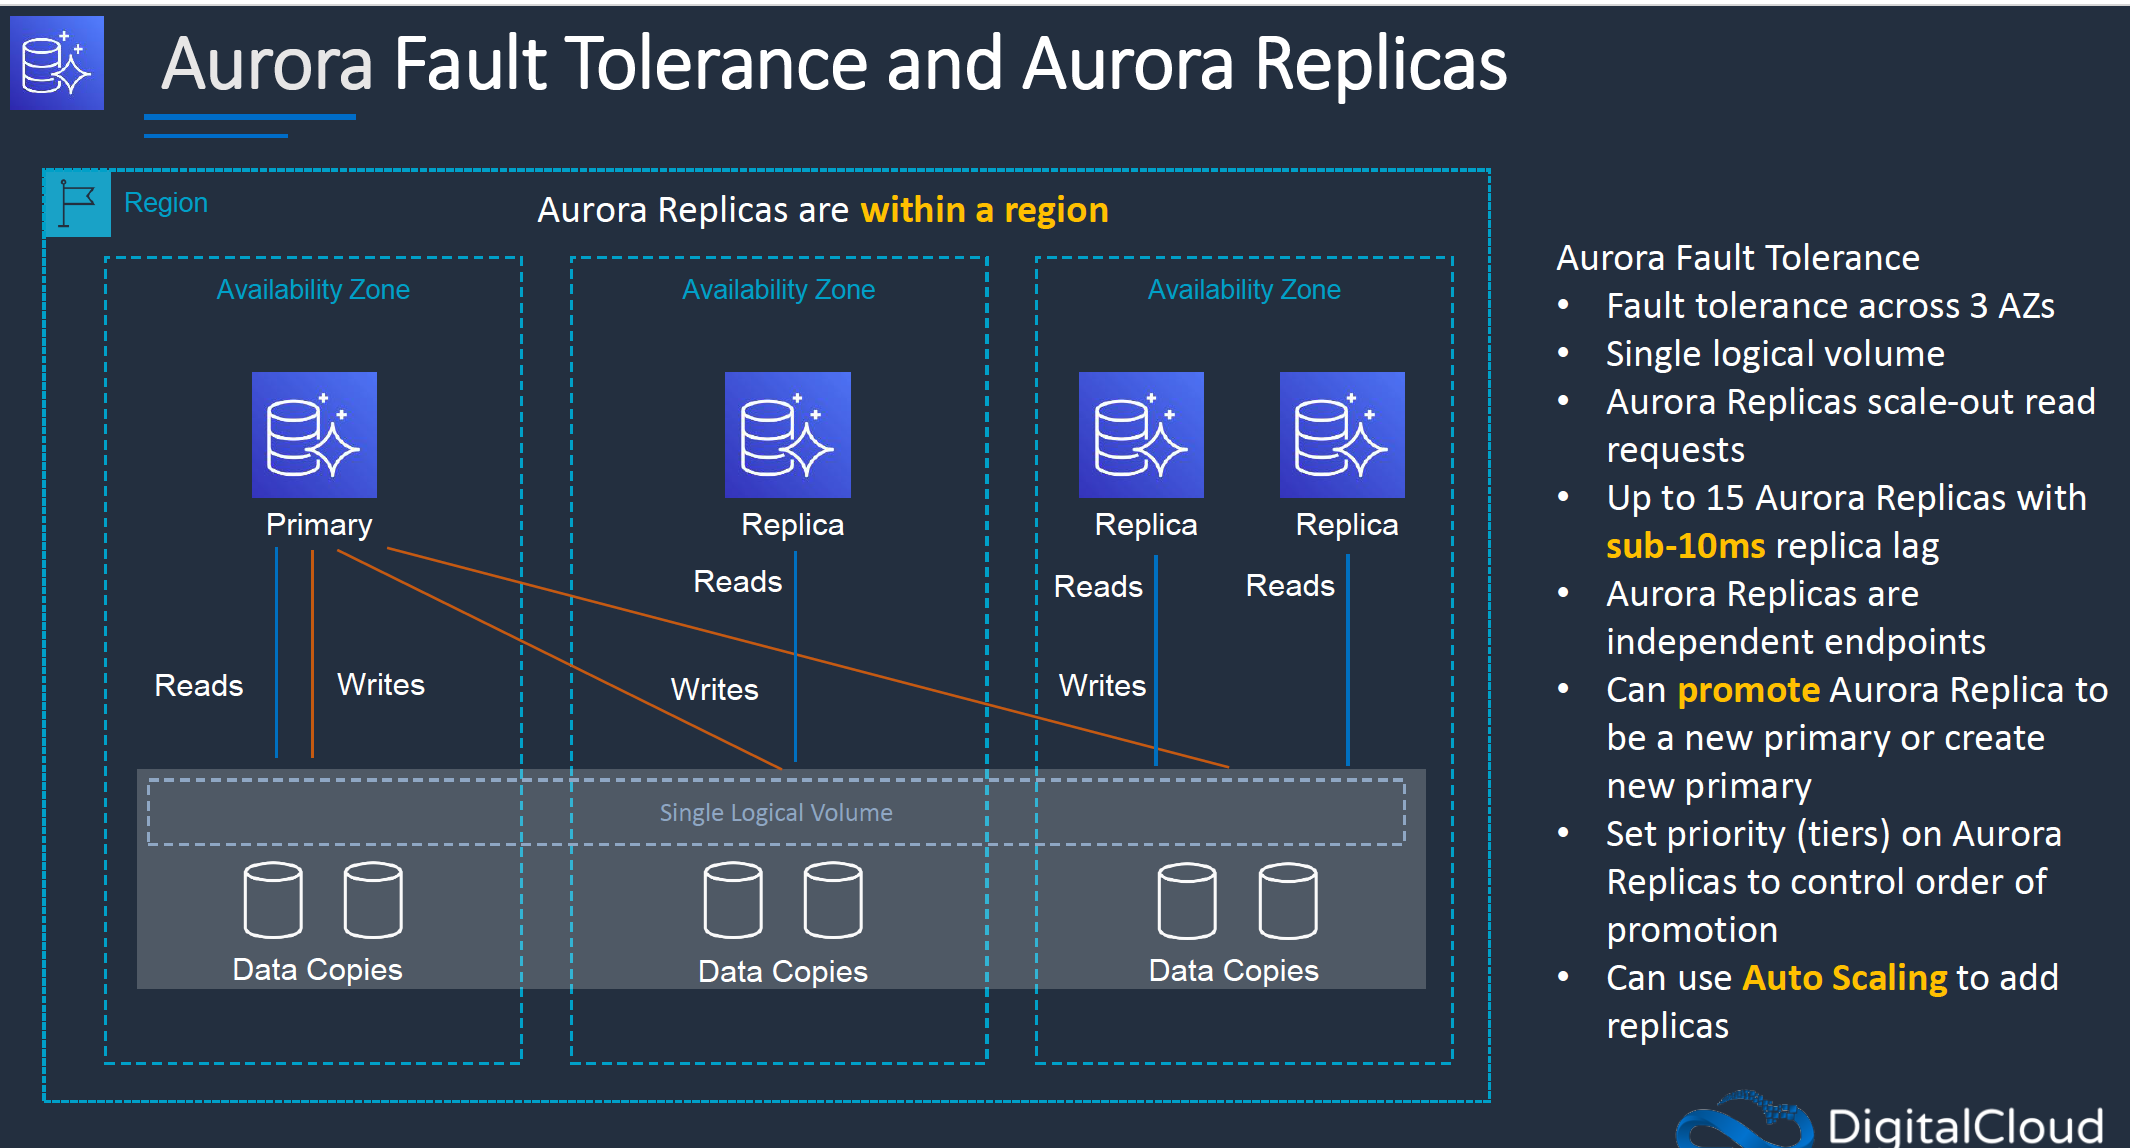 Aurora Fault Tolerance and Aurora Replicas
Region
Aurora Replicas are within a region
Availability Zone
Availability Zone
Availability Zone
Primary
Replica
Replica
Replica
Reads
Reads
Reads
Reads
Writes
Writes
Writes
Single Logical Volume
Data Copies
Data Copies
Data Copies
Aurora Fault Tolerance
• Fault tolerance across 3 AZs
• Single logical volume
• Aurora Replicas scale-out read
requests
• Up to 15 Aurora Replicas with
sub-10ms replica lag
• Aurora Replicas are
independent endpoints
• Can promote Aurora Replica to
be a new primary or create
new primary
• Set priority (tiers) on Aurora
Replicas to control order of
promotion
• Can use Auto Scaling to add
replicas
DigitalCloud